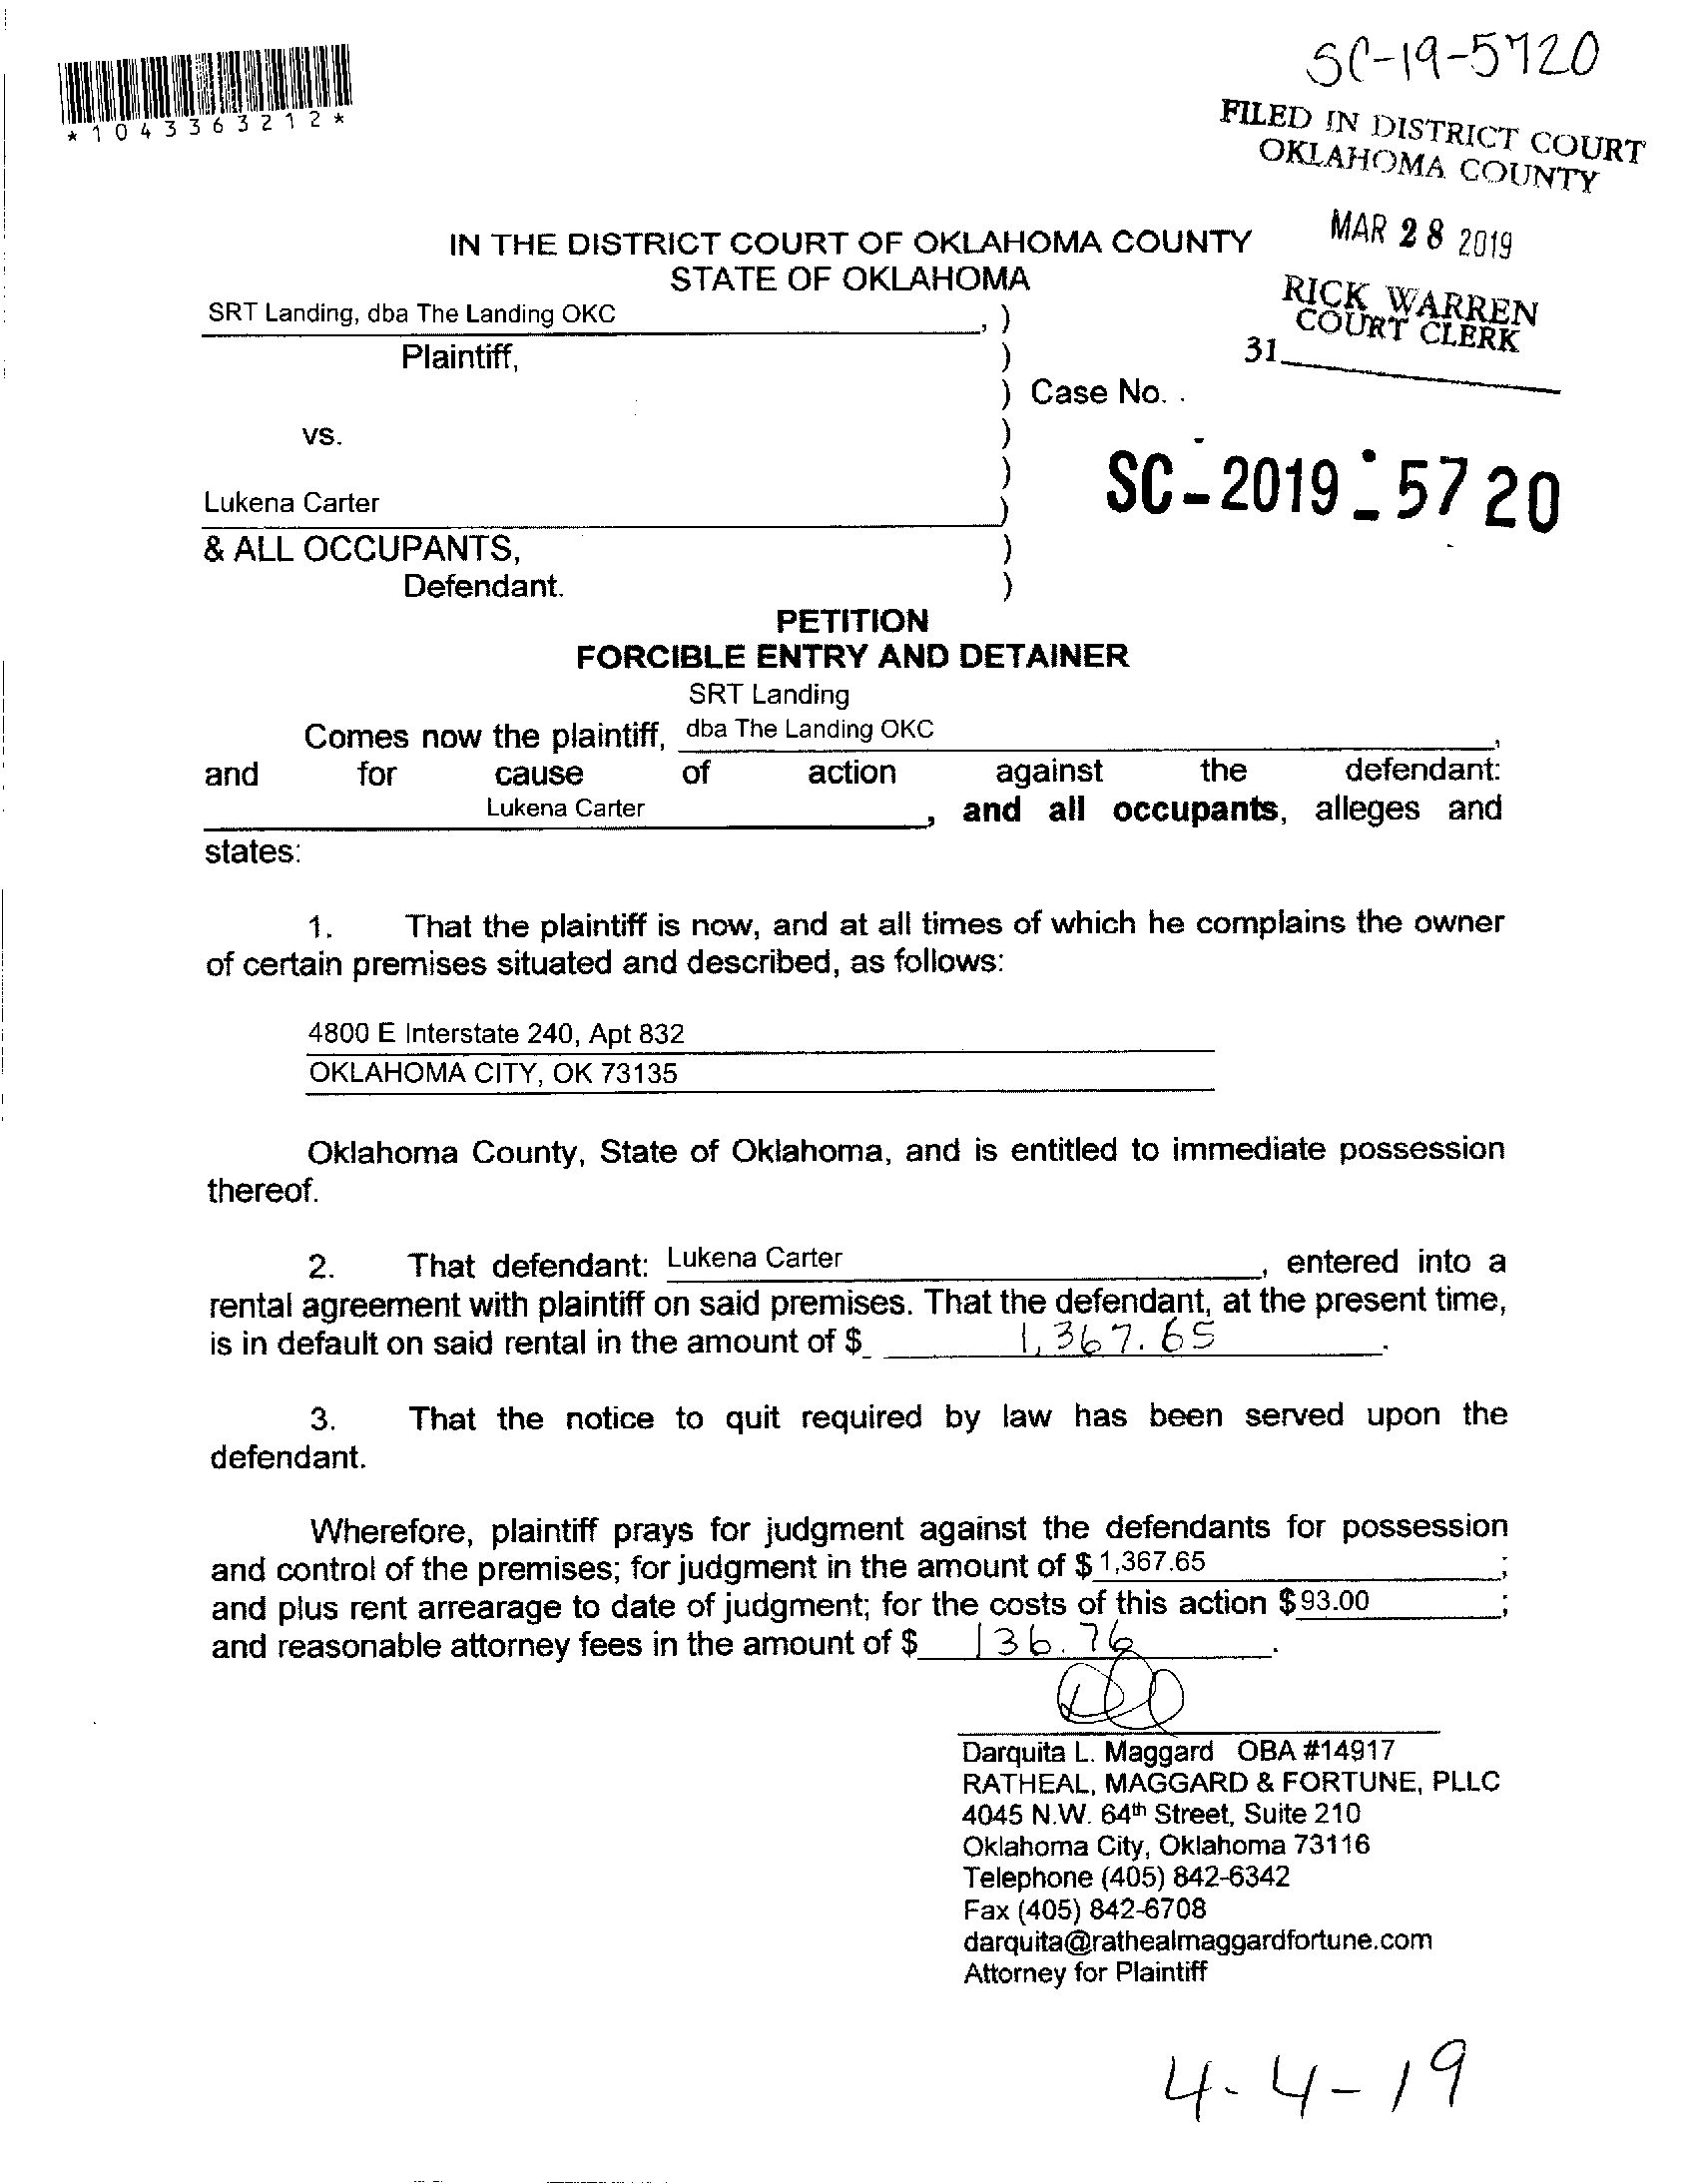 SC-19-5720
*1043363212*
FILED IN DISTRICT COURT
OKLAHOMA COUNTY
MAR 28 2019
RICK WARREN
COURT CLERK
31
IN THE DISTRICT COURT OF OKLAHOMA COUNTY
STATE OF OKLAHOMA
SRT Landing, dba The Landing OKC , )
Plaintiff, )
) Case No. .
vs. )
)
SC-2019-5720
Lukena Carter )
& ALL OCCUPANTS, )
Defendant. )
PETITION
FORCIBLE ENTRY AND DETAINER
SRT Landing
Comes now the plaintiff, dba The Landing OKC ,
and for cause of action against the defendant:
Lukena Carter , and all occupants, alleges and
states:
1. That the plaintiff is now, and at all times of which he complains the owner
of certain premises situated and described, as follows:
4800 E Interstate 240, Apt 832
OKLAHOMA CITY, OK 73135
Oklahoma County, State of Oklahoma, and is entitled to immediate possession
thereof.
2. That defendant: Lukena Carter , entered into a
rental agreement with plaintiff on said premises. That the defendant, at the present time,
is in default on said rental in the amount of $ 1,367.65 .
3. That the notice to quit required by law has been served upon the
defendant.
Wherefore, plaintiff prays for judgment against the defendants for possession
and control of the premises; for judgment in the amount of $ 1,367.65 ;
and plus rent arrearage to date of judgment; for the costs of this action $ 93.00 ;
and reasonable attorney fees in the amount of $ 136.76 .
Darquita L. Maggard OBA #14917
RATHEAL, MAGGARD & FORTUNE, PLLC
4045 N.W. 64th Street, Suite 210
Oklahoma City, Oklahoma 73116
Telephone (405) 842-6342
Fax (405) 842-6708
darquita@rathealmaggardfortune.com
Attorney for Plaintiff
4-4-19